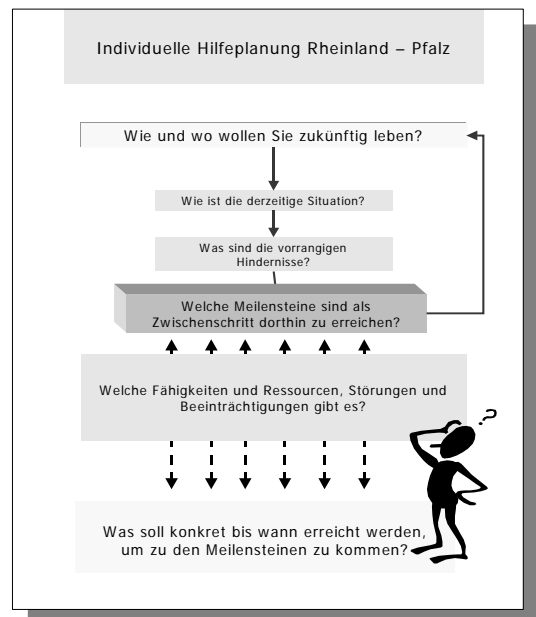 Individuelle Hilfeplanung Rheinland – Pfalz
Wie und wo wollen Sie zukünftig leben?
Wie ist die derzeitige Situation?
Was sind die vorrangigen
Hindernisse?
Welche Meilensteine sind als
Zwischenschritt dorthin zu erreichen?
Welche Fähigkeiten und Ressourcen, Störungen und
Beeinträchtigungen gibt es?
?
Was soll konkret bis wann erreicht werden,
um zu den Meilensteinen zu kommen?